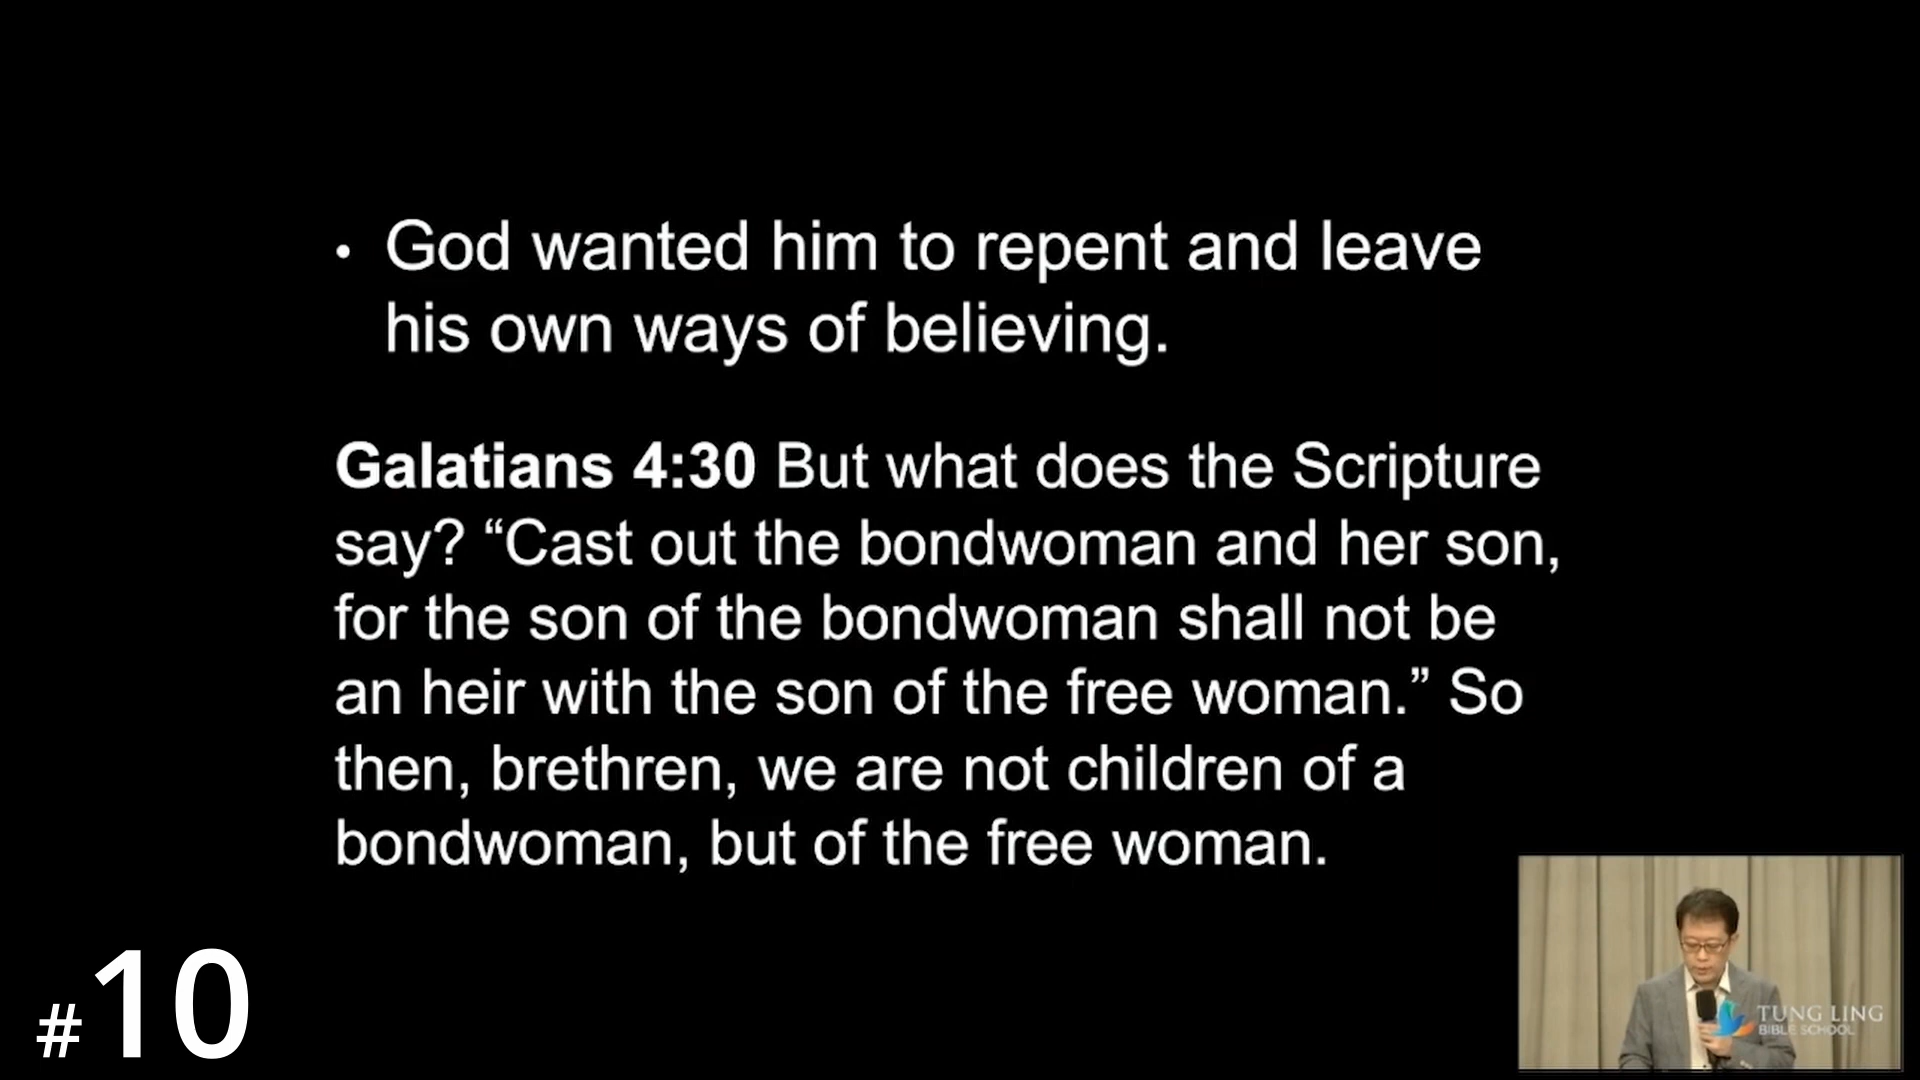 • God wanted him to repent and leave
his own ways of believing.
Galatians 4:30 But what does the Scripture
say? “Cast out the bondwoman and her son,
for the son of the bondwoman shall not be
an heir with the son of the free woman.” So
then, brethren, we are not children of a
bondwoman, but of the free woman.
#10
TUNG LING
BIBLE SCHOOL